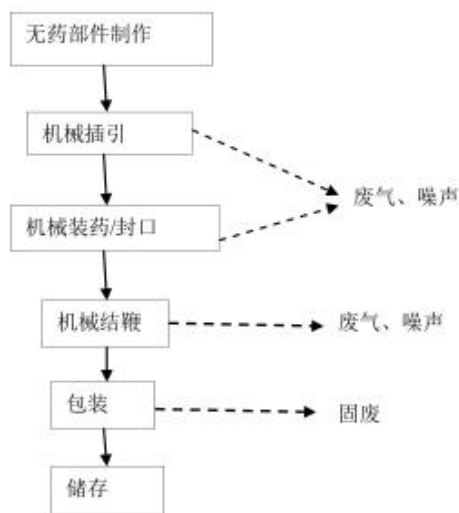 无药部件制作
机械插引
废气、噪声
机械装药/封口
机械结鞭
废气、噪声
包装
固废
储存